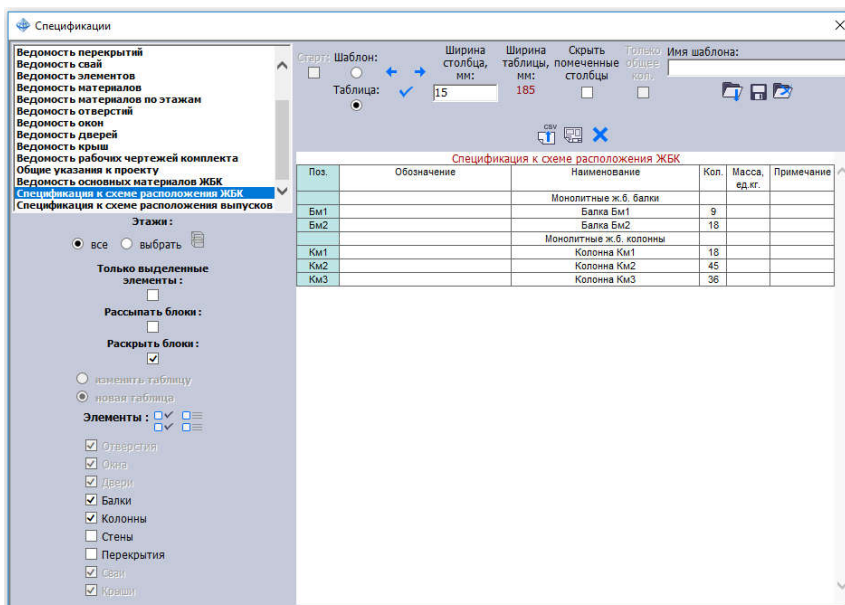 Спецификации
Ведомость перекрытий
Ведомость свай
Ведомость элементов
Ведомость материалов
Ведомость материалов по этажам
Ведомость отверстий
Ведомость окон
Ведомость дверей
Ведомость крыш
Ведомость рабочих чертежей комплекта
Общие указания к проекту
Ведомость основных материалов ЖБК
Спецификация к схеме расположения ЖБК
Спецификация к схеме расположения выпусков
Этажи:
все выбрать
Только выделенные
элементы:
Рассыпать блоки:
Раскрыть блоки:
изменить таблицу
новая таблица
Элементы:
Отверстия
Окна
Двери
Балки
Колонны
Стены
Перекрытия
Сваи
Крыши
Старт:
Шаблон:
Таблица:
Ширина
столбца,
мм:
15
Ширина
таблицы,
мм:
185
Скрыть
помеченные
столбцы
Только
общее
кол.
Имя шаблона:
CSV
Спецификация к схеме расположения ЖБК
Поз. Обозначение Наименование Кол. Масса, ед.кг. Примечание
Монолитные ж.б. балки
Бм1 Балка Бм1 9
Бм2 Балка Бм2 18
Монолитные ж.б. колонны
Км1 Колонна Км1 18
Км2 Колонна Км2 45
Км3 Колонна Км3 36